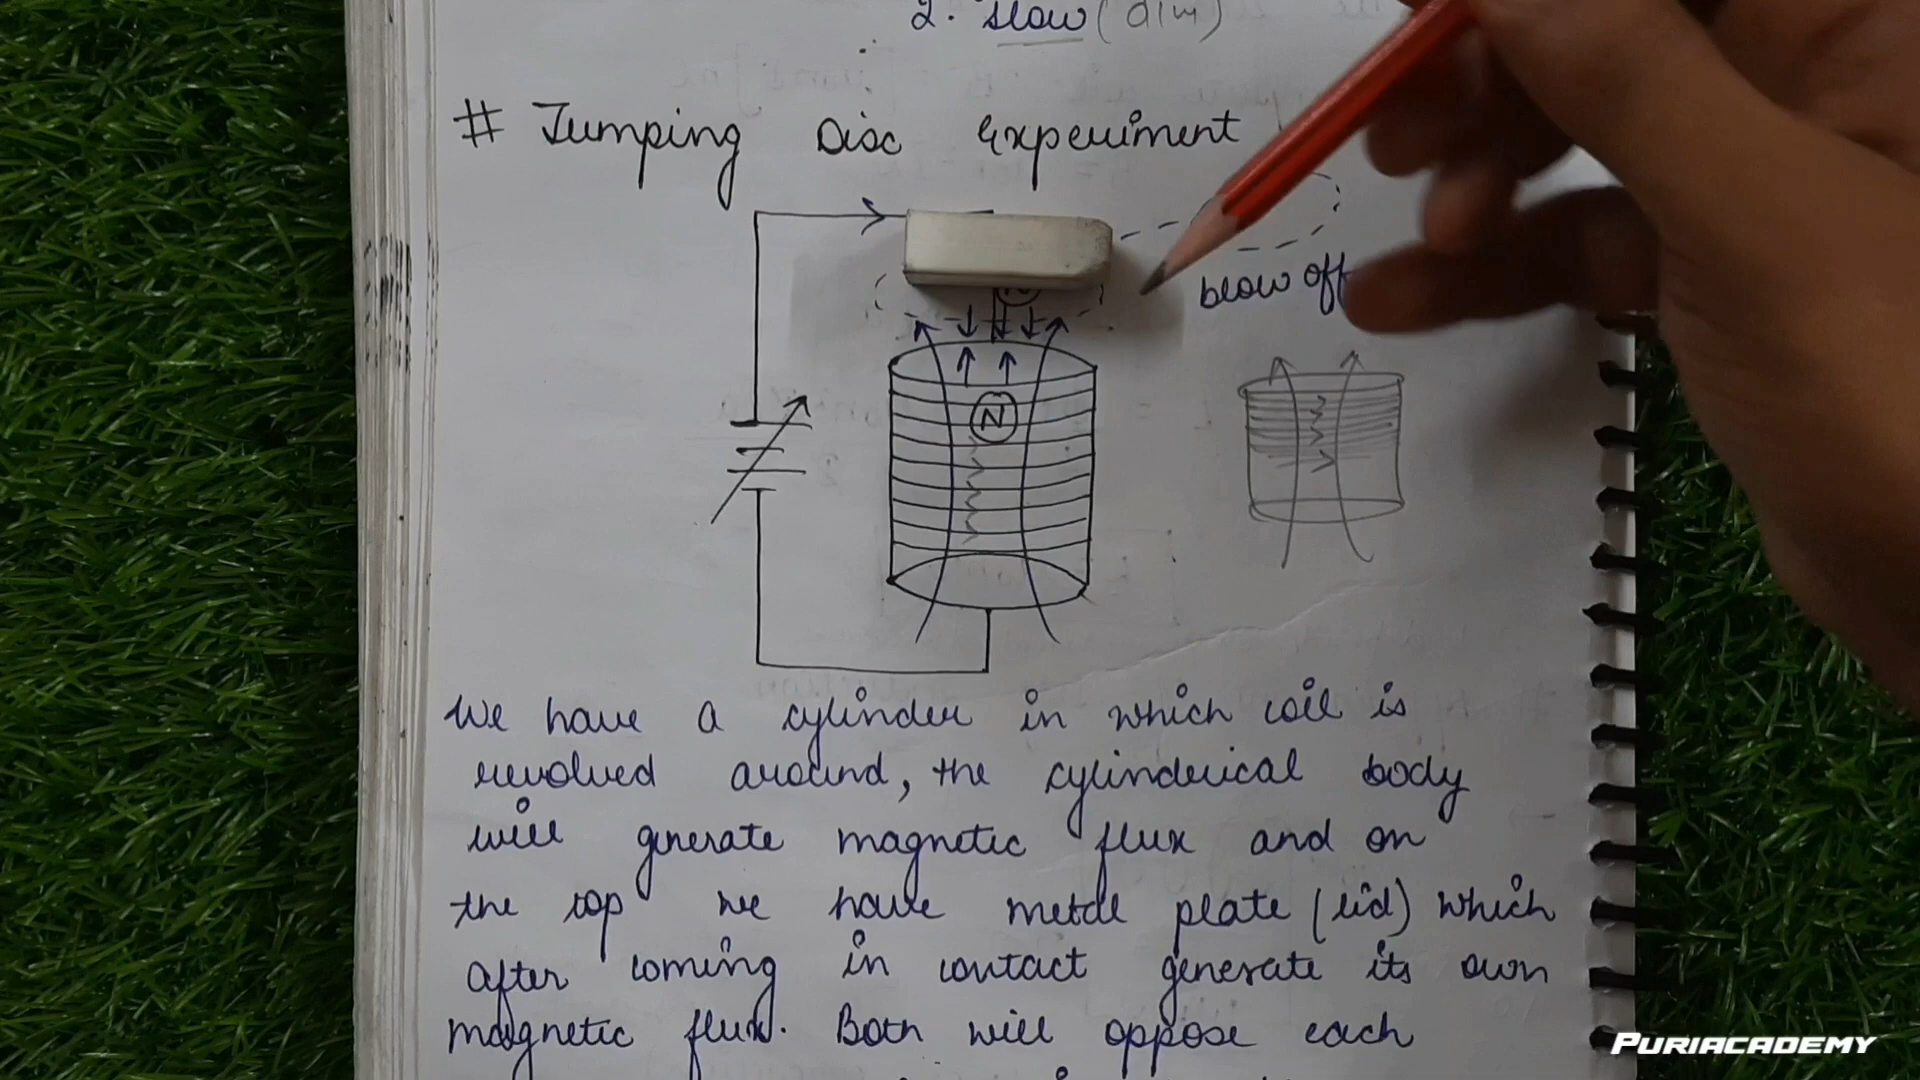 2. slow (dim)
# Jumping Disc Experiment
blow off
N
N
We have a cylinder in which coil is
revolved around, the cylinderical body
will generate magnetic flux and on
the top we have metal plate (lid) which
after coming in contact generate its own
magnetic flux. Both will oppose each
PURIACADEMY